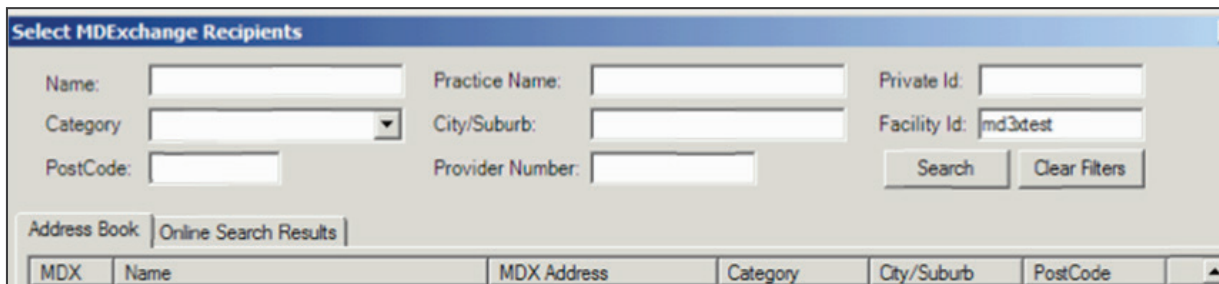 Select MDExchange Recipients
Name: Practice Name: Private Id:
Category City/Suburb: Facility Id: md3xtest
PostCode: Provider Number: Search Clear Filters
Address Book Online Search Results
MDX Name MDX Address Category City/Suburb PostCode